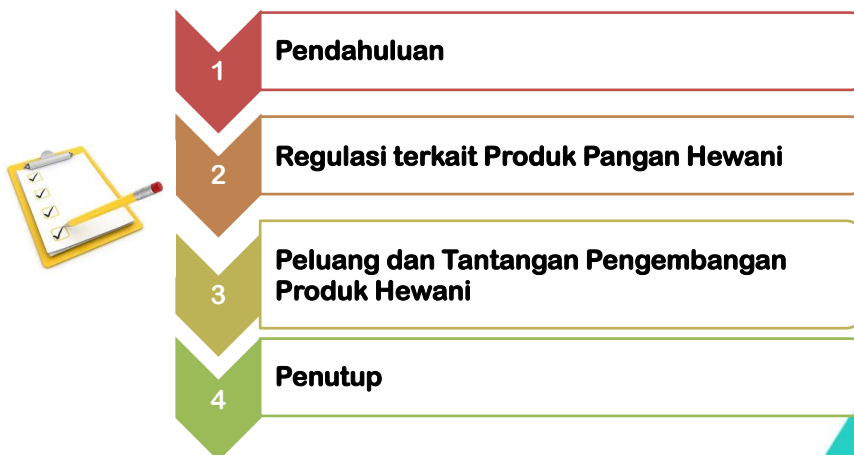 1
Pendahuluan
2
Regulasi terkait Produk Pangan Hewani
3
Peluang dan Tantangan Pengembangan
Produk Hewani
4
Penutup